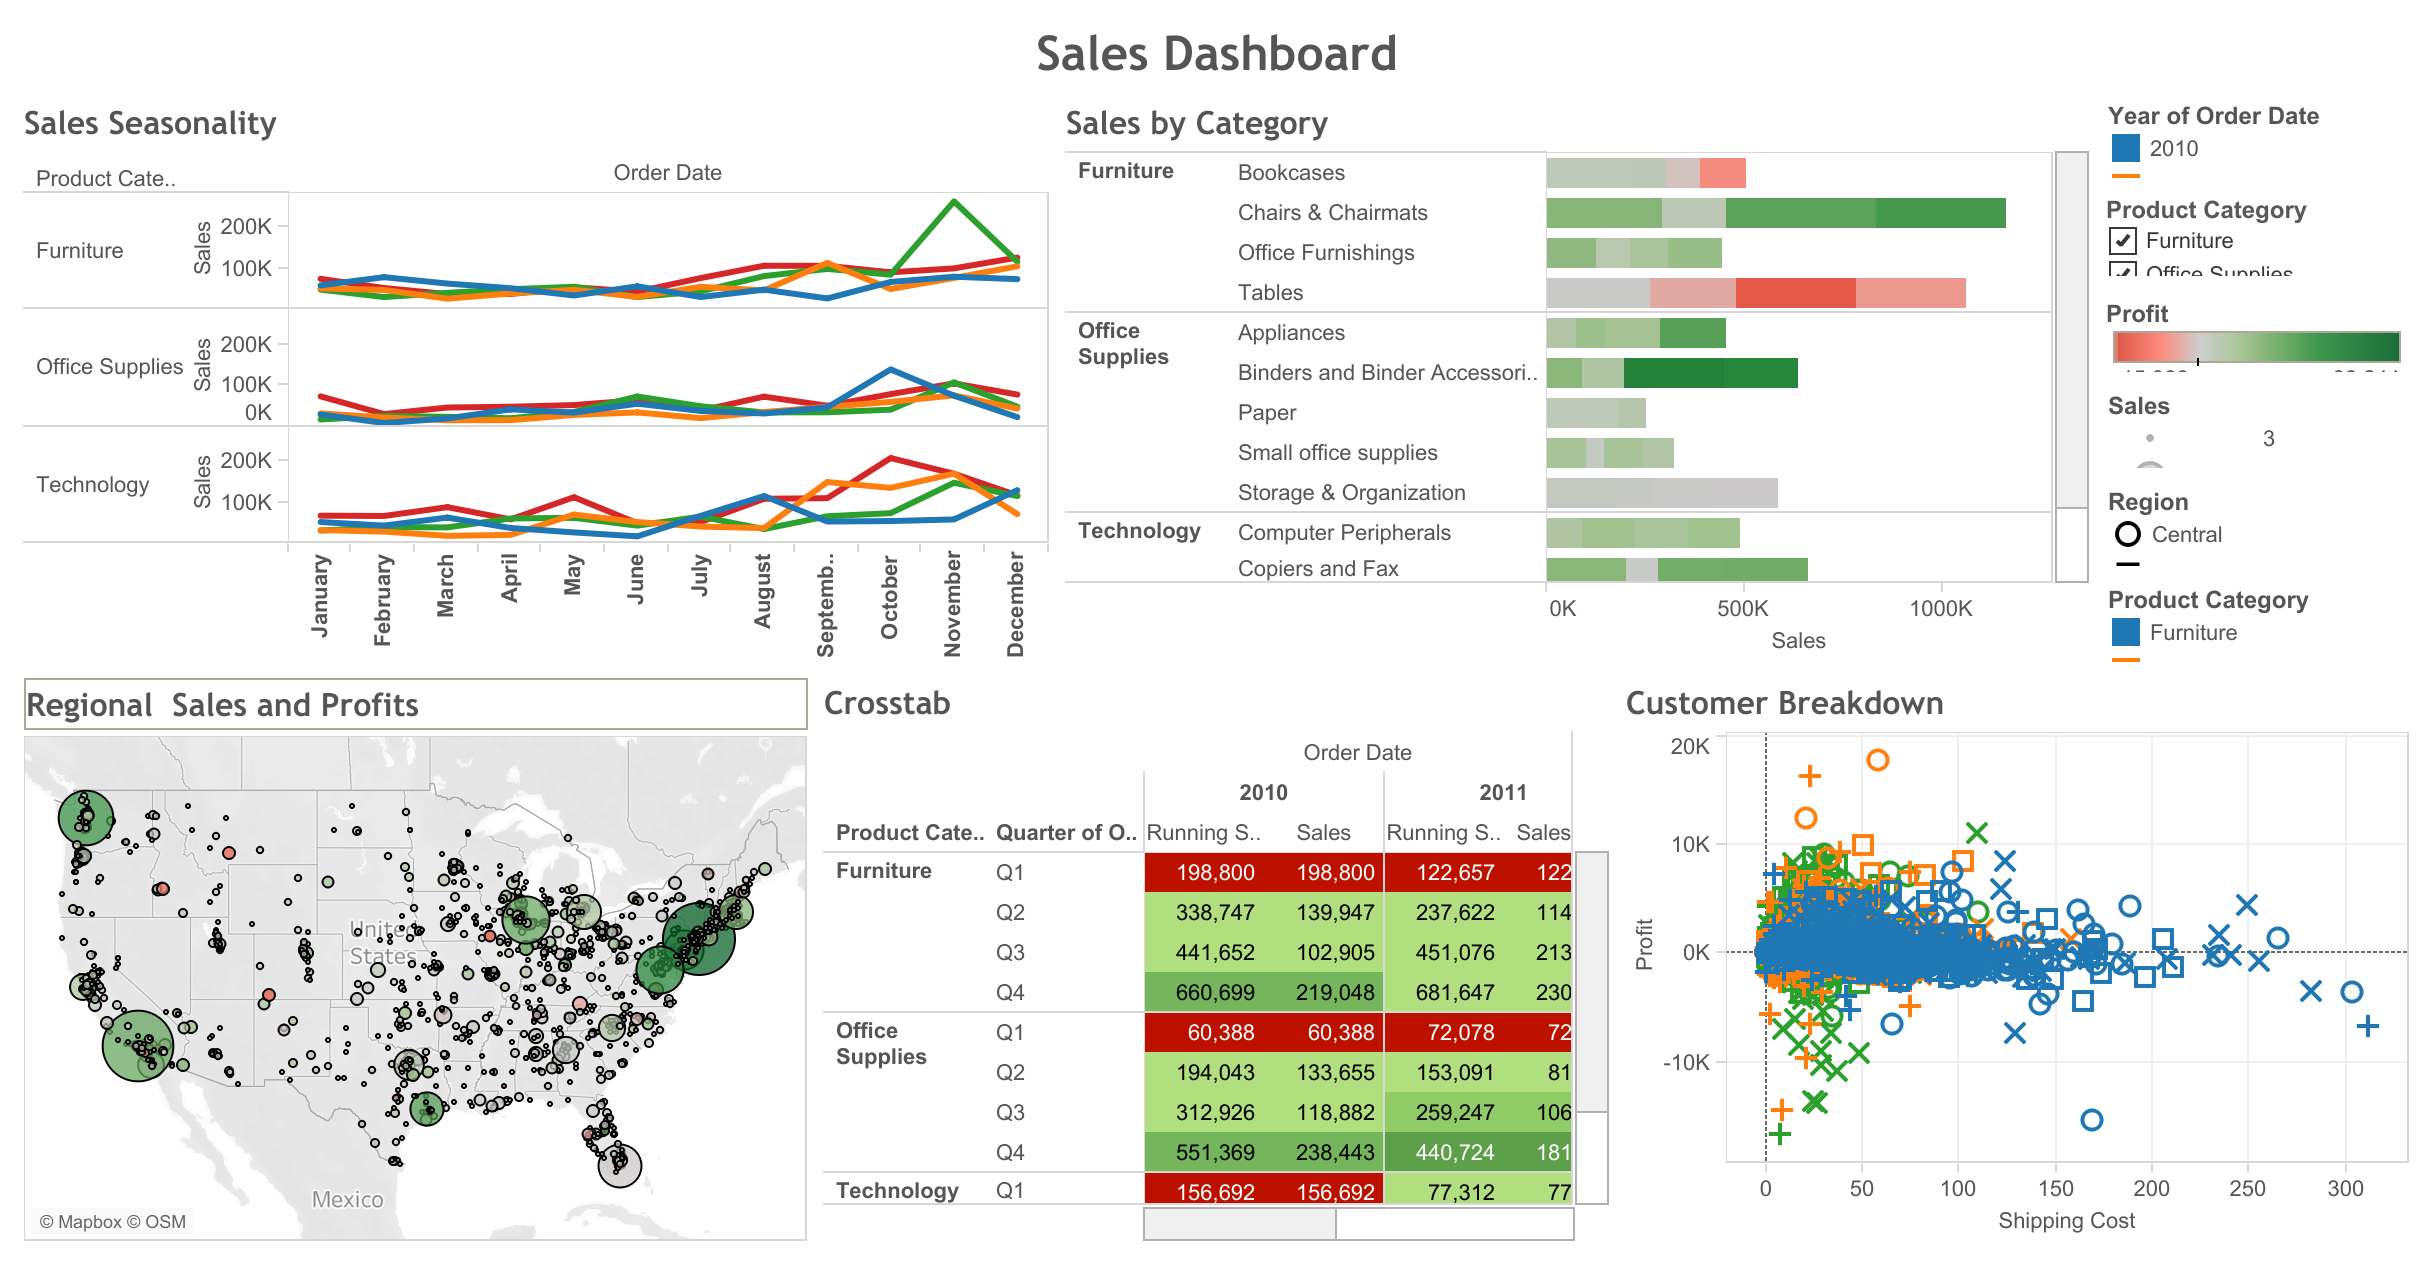 Sales Dashboard
Sales Seasonality
Product Cate..
Order Date
Furniture
Sales
200K
100K
Office Supplies
Sales
200K
100K
0K
Technology
Sales
200K
100K
January
February
March
April
May
June
July
August
Septemb..
October
November
December
Sales by Category
Furniture
Bookcases
Chairs & Chairmats
Office Furnishings
Tables
Office
Supplies
Appliances
Binders and Binder Accessori..
Paper
Small office supplies
Storage & Organization
Technology
Computer Peripherals
Copiers and Fax
0K 500K 1000K
Sales
Year of Order Date
2010
Product Category
Furniture
Office Supplies
Profit
Sales
3
Region
Central
Product Category
Furniture
Regional Sales and Profits
United
States
Mexico
© Mapbox © OSM
Crosstab
Order Date
2010 2011
Product Cate.. Quarter of O.. Running S.. Sales Running S.. Sales
Furniture Q1 198,800 198,800 122,657 122
Q2 338,747 139,947 237,622 114
Q3 441,652 102,905 451,076 213
Q4 660,699 219,048 681,647 230
Office
Supplies
Q1 60,388 60,388 72,078 72
Q2 194,043 133,655 153,091 81
Q3 312,926 118,882 259,247 106
Q4 551,369 238,443 440,724 181
Technology Q1 156,692 156,692 77,312 77
Customer Breakdown
20K
10K
0K
-10K
Profit
0 50 100 150 200 250 300
Shipping Cost